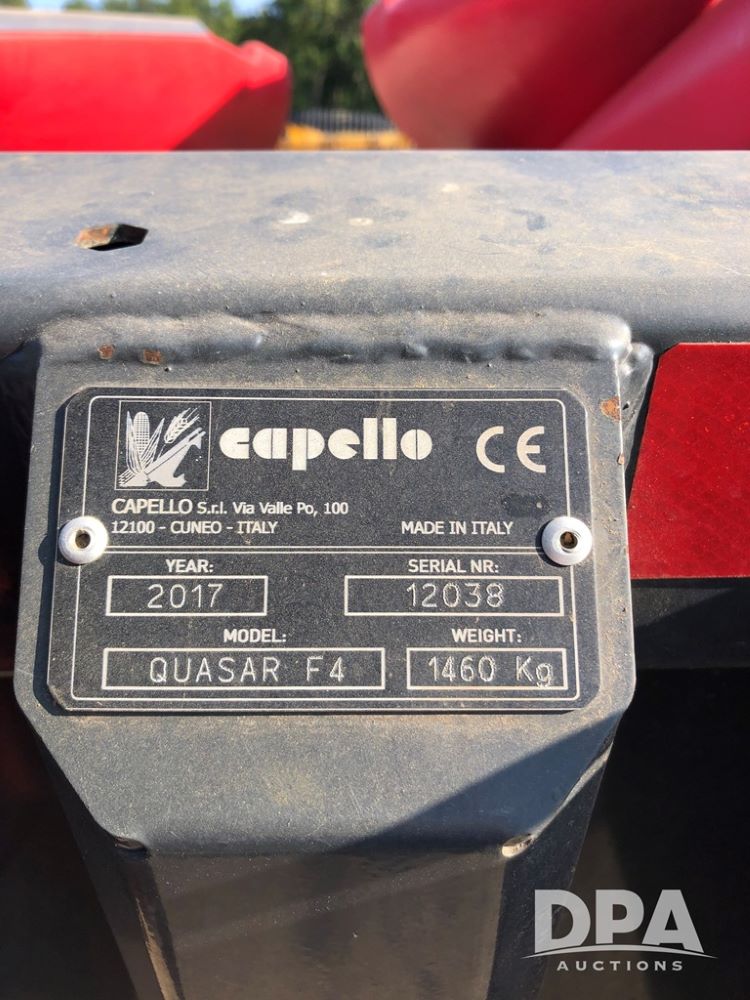 capello CE
CAPELLO S.r.l. Via Valle Po, 100
12100 - CUNEO - ITALY MADE IN ITALY
YEAR: SERIAL NR:
2017 12038
MODEL: WEIGHT:
QUASAR F4 1460 Kg
DPA
AUCTIONS